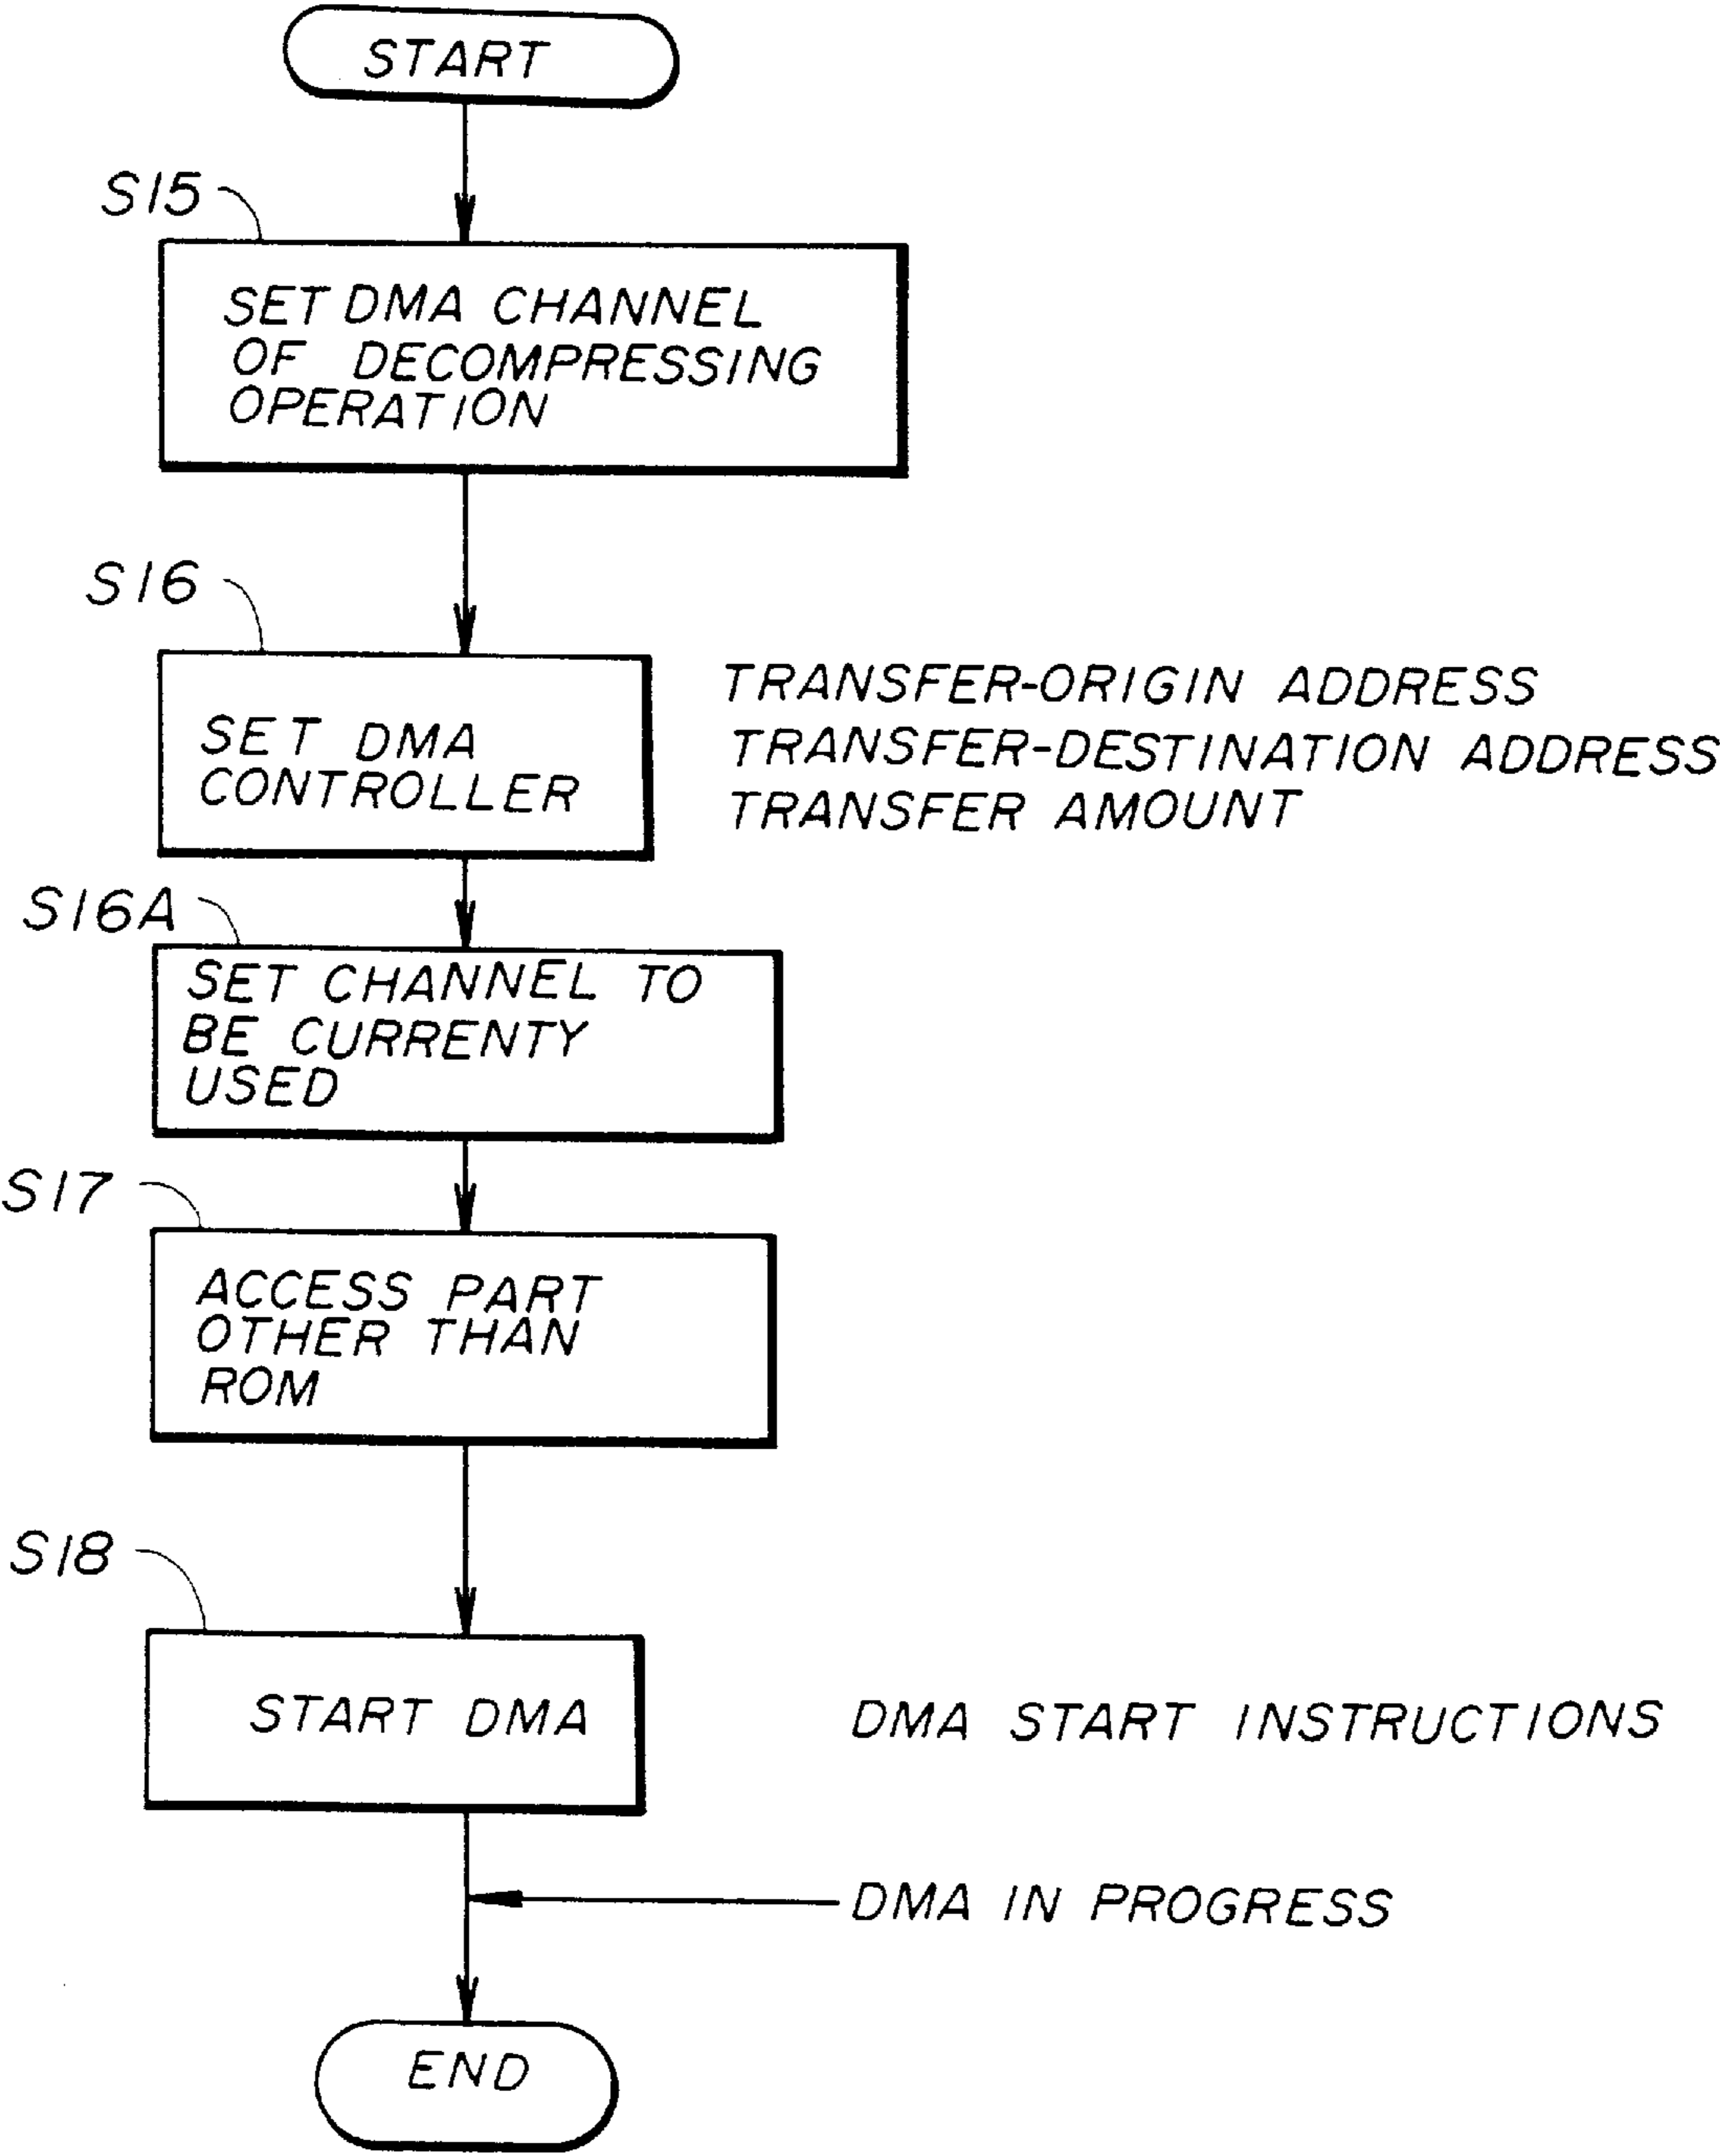 START
S15
SET DMA CHANNEL
OF DECOMPRESSING
OPERATION
S16
SET DMA
CONTROLLER
TRANSFER-ORIGIN ADDRESS
TRANSFER-DESTINATION ADDRESS
TRANSFER AMOUNT
S16A
SET CHANNEL TO
BE CURRENTY
USED
S17
ACCESS PART
OTHER THAN
ROM
S18
START DMA
DMA START INSTRUCTIONS
DMA IN PROGRESS
END